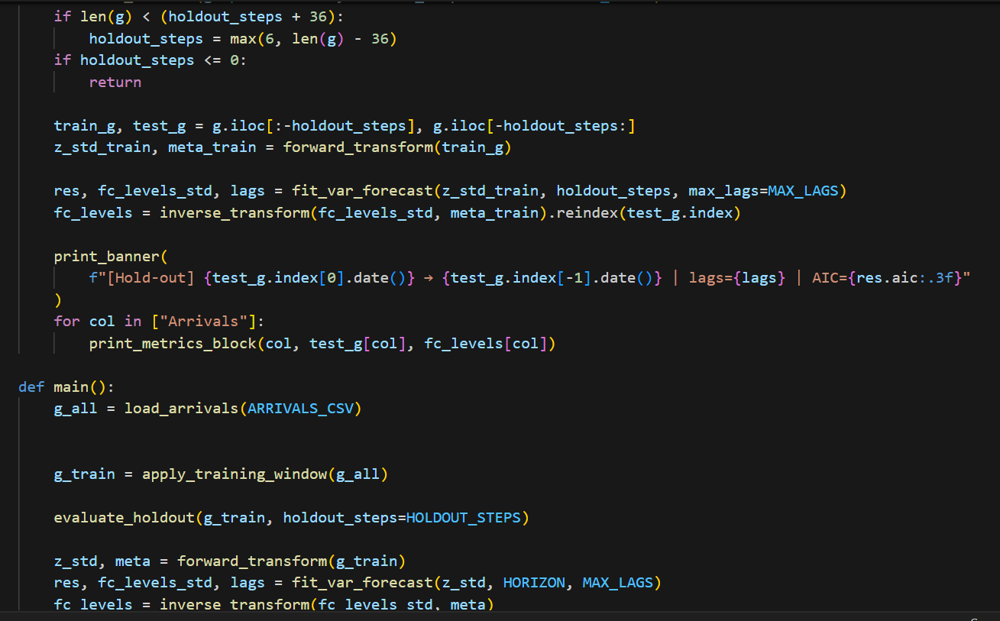 if len(g) < (holdout_steps + 36):
holdout_steps = max(6, len(g) - 36)
if holdout_steps <= 0:
return
train_g, test_g = g.iloc[:-holdout_steps], g.iloc[-holdout_steps:]
z_std_train, meta_train = forward_transform(train_g)
res, fc_levels_std, lags = fit_var_forecast(z_std_train, holdout_steps, max_lags=MAX_LAGS)
fc_levels = inverse_transform(fc_levels_std, meta_train).reindex(test_g.index)
print_banner(
f"[Hold-out] {test_g.index[0].date()} → {test_g.index[-1].date()} | lags={lags} | AIC={res.aic:.3f}"
)
for col in ["Arrivals"]:
print_metrics_block(col, test_g[col], fc_levels[col])
def main():
g_all = load_arrivals(ARRIVALS_CSV)
g_train = apply_training_window(g_all)
evaluate_holdout(g_train, holdout_steps=HOLDOUT_STEPS)
z_std, meta = forward_transform(g_train)
res, fc_levels_std, lags = fit_var_forecast(z_std, HORIZON, MAX_LAGS)
fc_levels = inverse_transform(fc_levels_std, meta)